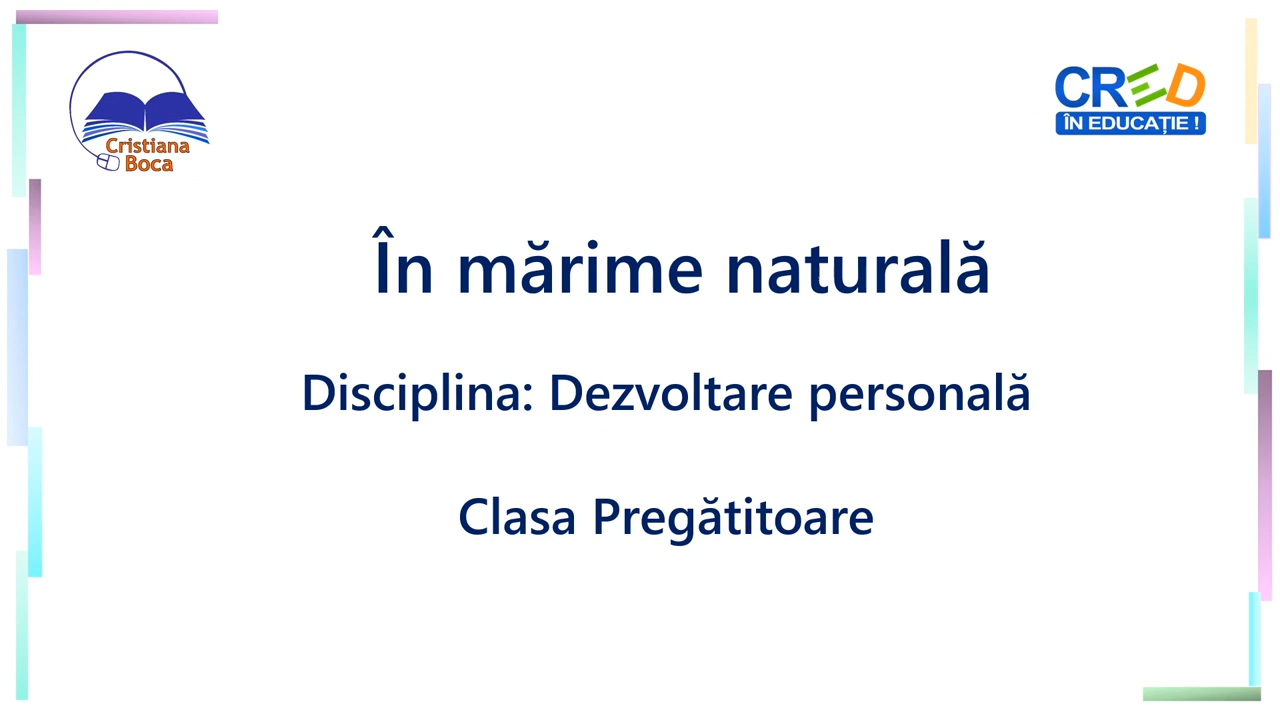 Cristiana
Boca
CRED
ÎN EDUCAȚIE !
În mărime naturală
Disciplina: Dezvoltare personală
Clasa Pregătitoare